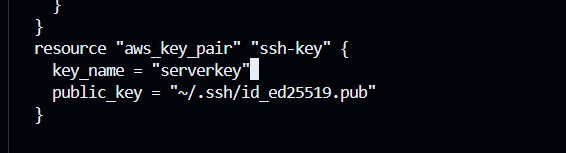 }
}
resource "aws_key_pair" "ssh-key" {
key_name = "serverkey"
public_key = "~/.ssh/id_ed25519.pub"
}